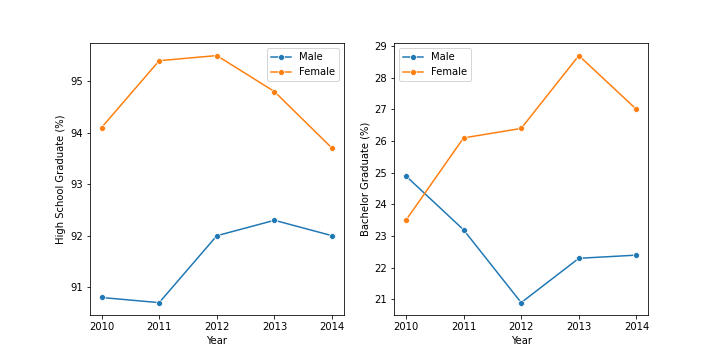 High School Graduate (%)
95
94
93
92
91
Male
Female
2010 2011 2012 2013 2014
Year
Bachelor Graduate (%)
29
28
27
26
25
24
23
22
21
Male
Female
2010 2011 2012 2013 2014
Year